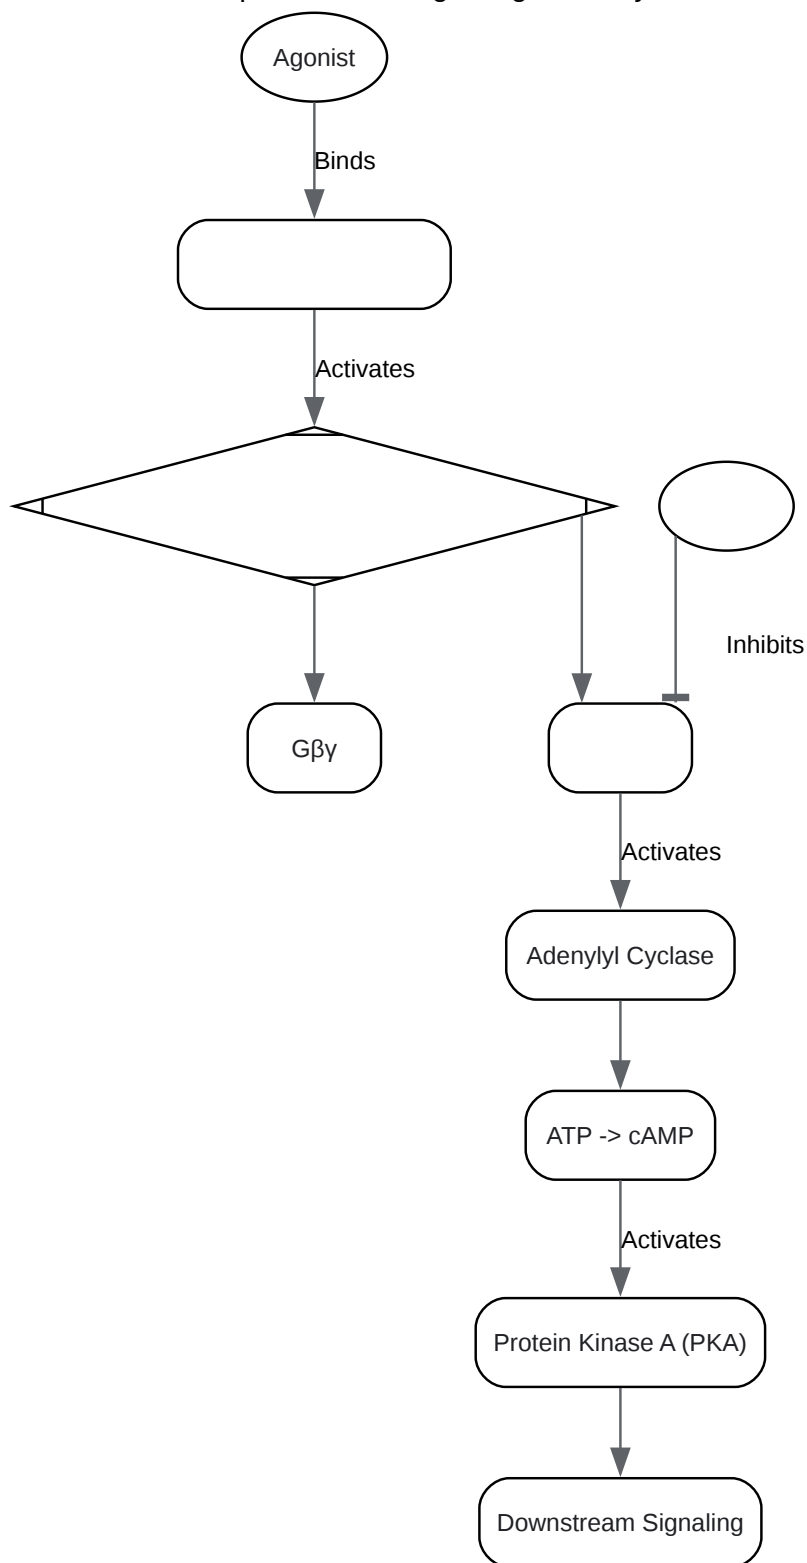 Agonist
Binds
Activates
Inhibits
Gβγ
Activates
Adenylyl Cyclase
ATP -> cAMP
Activates
Protein Kinase A (PKA)
Downstream Signaling